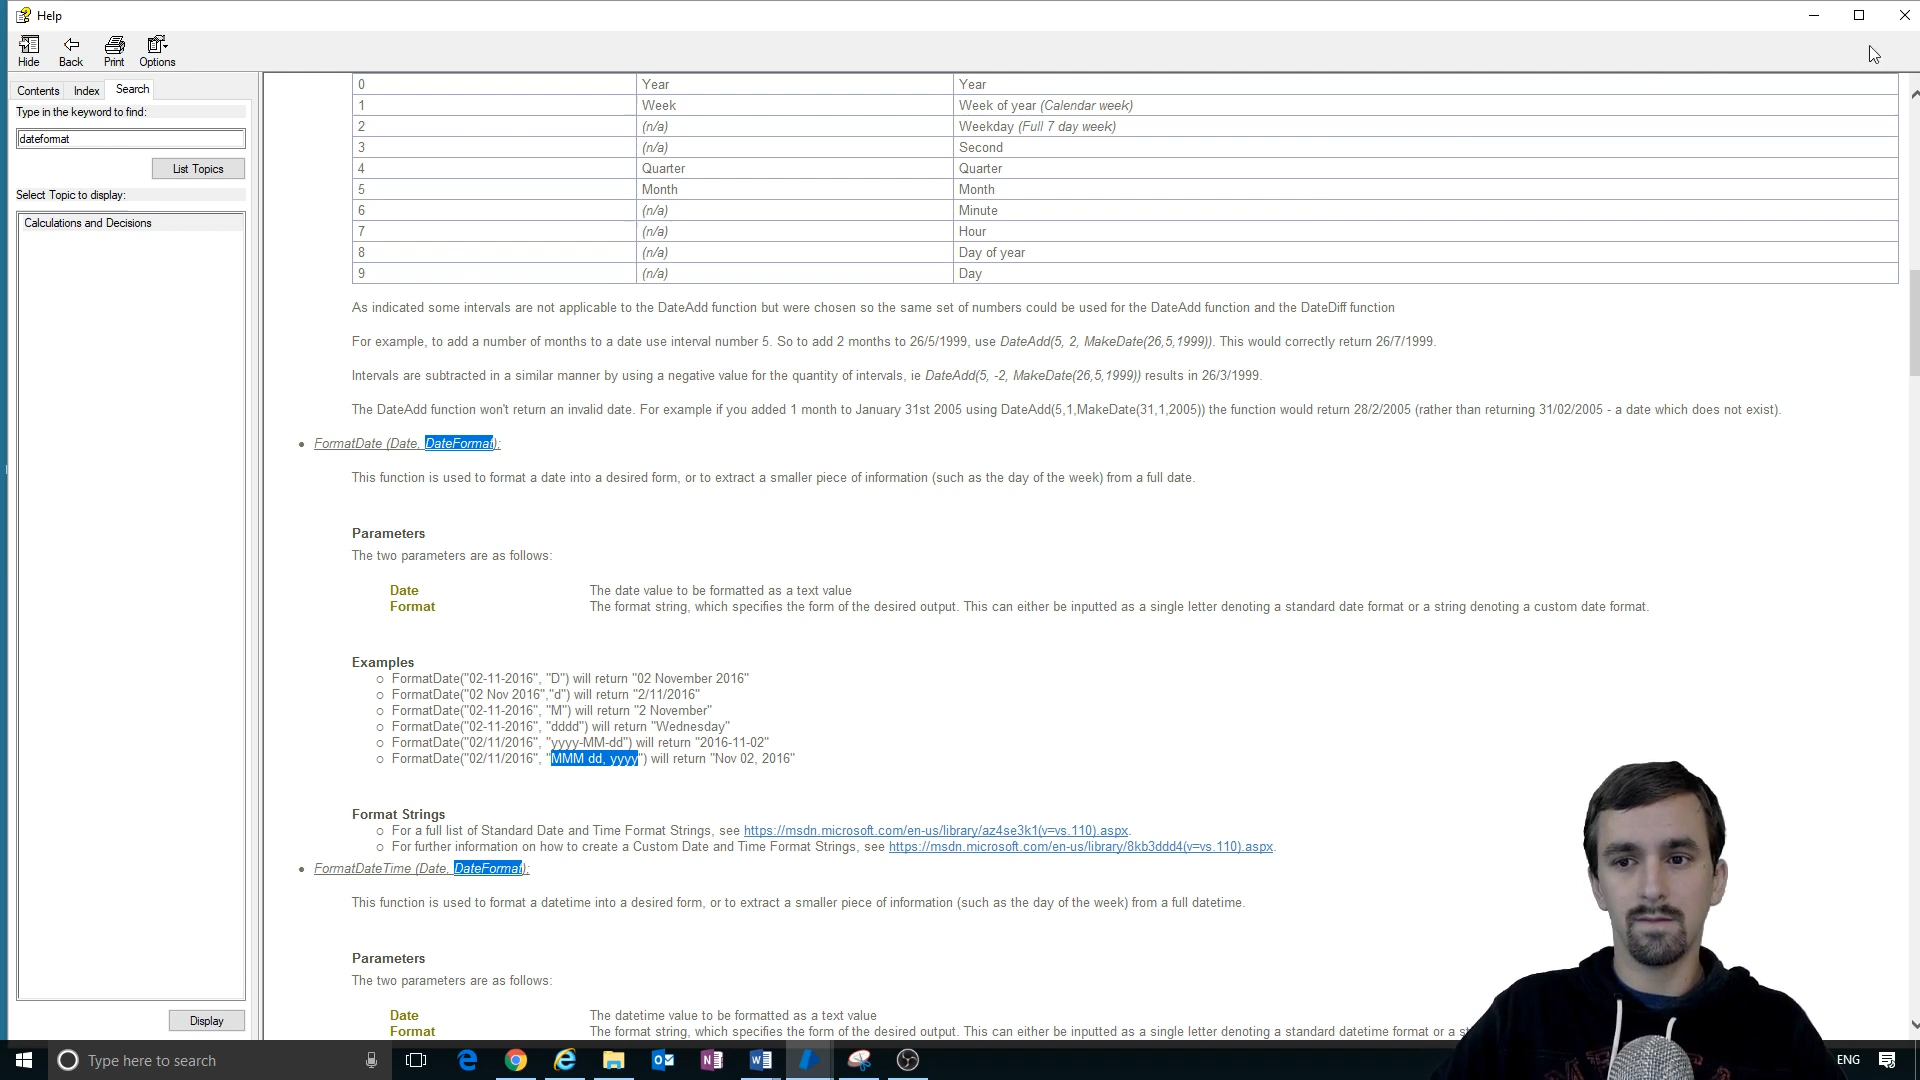 Help
Hide Back Print Options
Contents Index Search
Type in the keyword to find:
dateformat
List Topics
Select Topic to display:
Calculations and Decisions
Display
0 Year Year
1 Week Week of year (Calendar week)
2 (n/a) Weekday (Full 7 day week)
3 (n/a) Second
4 Quarter Quarter
5 Month Month
6 (n/a) Minute
7 (n/a) Hour
8 (n/a) Day of year
9 (n/a) Day
As indicated some intervals are not applicable to the DateAdd function but were chosen so the same set of numbers could be used for the DateAdd function and the DateDiff function
For example, to add a number of months to a date use interval number 5. So to add 2 months to 26/5/1999, use DateAdd(5, 2, MakeDate(26,5,1999)). This would correctly return 26/7/1999.
Intervals are subtracted in a similar manner by using a negative value for the quantity of intervals, ie DateAdd(5, -2, MakeDate(26,5,1999)) results in 26/3/1999.
The DateAdd function won't return an invalid date. For example if you added 1 month to January 31st 2005 using DateAdd(5,1,MakeDate(31,1,2005)) the function would return 28/2/2005 (rather than returning 31/02/2005 - a date which does not exist).
• FormatDate (Date, DateFormat);
This function is used to format a date into a desired form, or to extract a smaller piece of information (such as the day of the week) from a full date.
Parameters
The two parameters are as follows:
Date The date value to be formatted as a text value
Format The format string, which specifies the form of the desired output. This can either be inputted as a single letter denoting a standard date format or a string denoting a custom date format.
Examples
○ FormatDate("02-11-2016", "D") will return "02 November 2016"
○ FormatDate("02 Nov 2016","d") will return "2/11/2016"
○ FormatDate("02-11-2016", "M") will return "2 November"
○ FormatDate("02-11-2016", "dddd") will return "Wednesday"
○ FormatDate("02/11/2016", "yyyy-MM-dd") will return "2016-11-02"
○ FormatDate("02/11/2016", "MMM dd, yyyy") will return "Nov 02, 2016"
Format Strings
○ For a full list of Standard Date and Time Format Strings, see https://msdn.microsoft.com/en-us/library/az4se3k1(v=vs.110).aspx.
○ For further information on how to create a Custom Date and Time Format Strings, see https://msdn.microsoft.com/en-us/library/8kb3ddd4(v=vs.110).aspx.
• FormatDateTime (Date, DateFormat);
This function is used to format a datetime into a desired form, or to extract a smaller piece of information (such as the day of the week) from a full datetime.
Parameters
The two parameters are as follows:
Date The datetime value to be formatted as a text value
Format The format string, which specifies the form of the desired output. This can either be inputted as a single letter denoting a standard datetime format or a
Type here to search
ENG